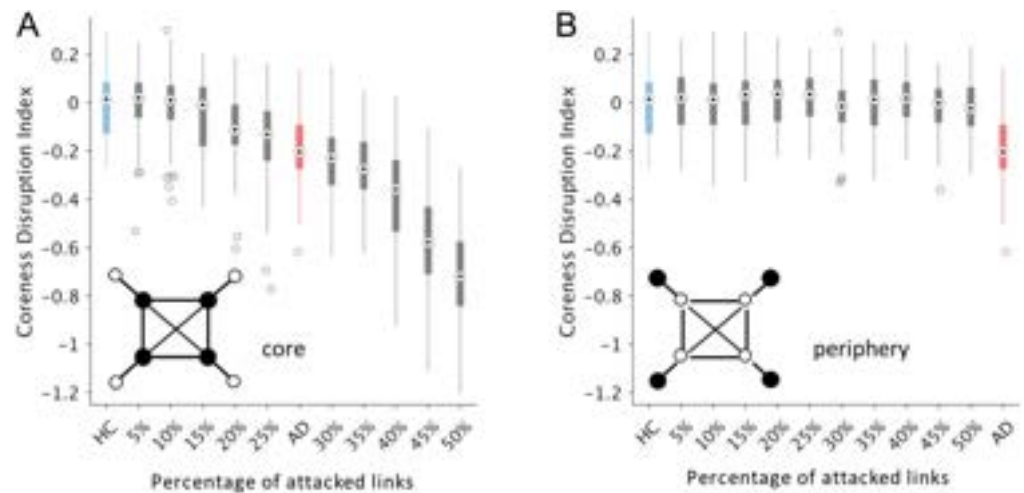 A
Coreness Disruption Index
0.2
0
−0.2
−0.4
−0.6
−0.8
−1
−1.2
core
HC 5% 10% 15% 20% 25% AD 30% 35% 40% 45% 50%
Percentage of attacked links
B
Coreness Disruption Index
0.2
0
−0.2
−0.4
−0.6
−0.8
−1
−1.2
periphery
HC 5% 10% 15% 20% 25% 30% 35% 40% 45% 50% AD
Percentage of attacked links